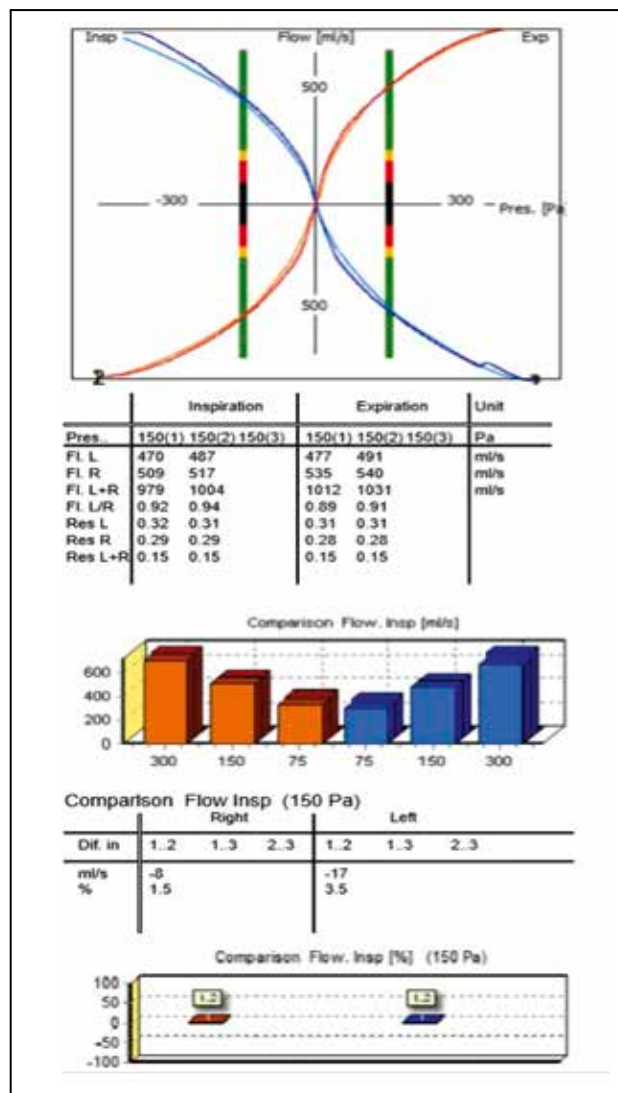 Insp Flow [ml/s] Exp
500
-300 300 Pres. [Pa
500
2
Inspiration Expiration Unit
Pres.. 150(1) 150(2) 150(3) 150(1) 150(2) 150(3) Pa
Fl. L 470 487 477 491 ml/s
Fl. R 509 517 535 540 ml/s
Fl. L+R 979 1004 1012 1031 ml/s
Fl. L/R 0.92 0.94 0.89 0.91
Res L 0.32 0.31 0.31 0.31
Res R 0.29 0.29 0.28 0.28
Res L+R 0.15 0.15 0.15 0.15
Comparison Flow. Insp [ml/s]
600
400
200
0
300 150 75 75 150 300
Comparison Flow Insp (150 Pa)
Right Left
Dif. in 1..2 1..3 2..3 1..2 1..3 2..3
ml/s -8 -17
% 1.5 3.5
Comparison Flow. Insp [%] (150 Pa)
100
50
0
-50
-100
1.2 1.2